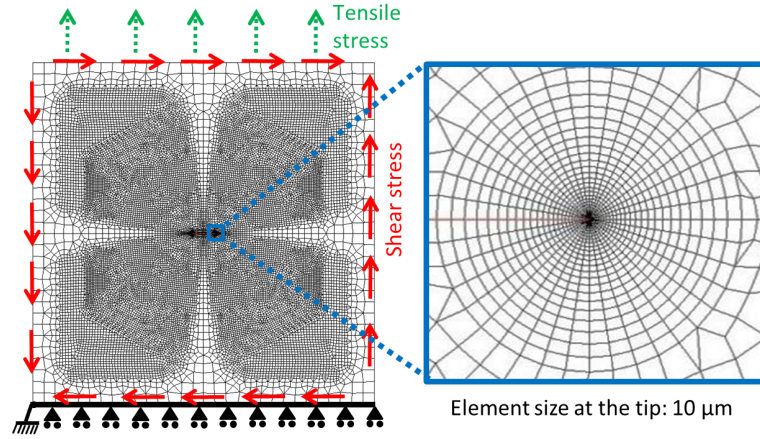 Tensile
stress
Shear stress
Element size at the tip: 10 µm